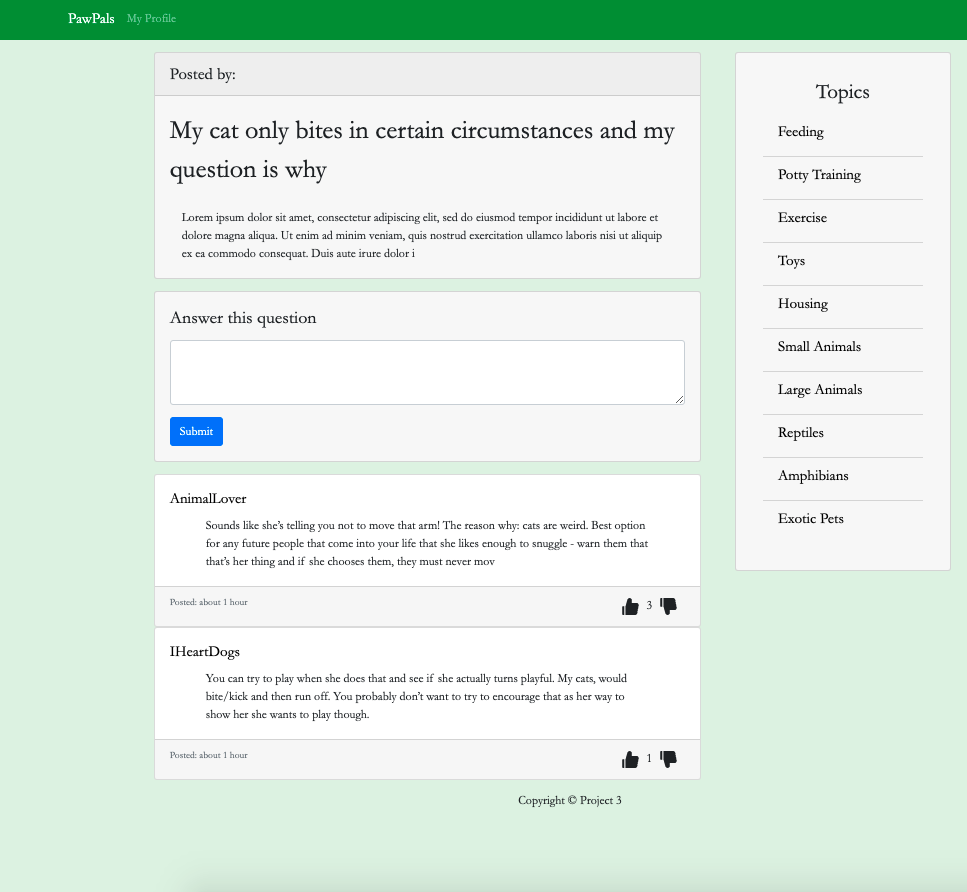 PawPals My Profile
Posted by:
My cat only bites in certain circumstances and my
question is why
Lorem ipsum dolor sit amet, consectetur adipiscing elit, sed do eiusmod tempor incididunt ut labore et
dolore magna aliqua. Ut enim ad minim veniam, quis nostrud exercitation ullamco laboris nisi ut aliquip
ex ea commodo consequat. Duis aute irure dolor i
Answer this question
Submit
AnimalLover
Sounds like she's telling you not to move that arm! The reason why: cats are weird. Best option
for any future people that come into your life that she likes enough to snuggle - warn them that
that's her thing and if she chooses them, they must never mov
Posted: about 1 hour
3
IHeartDogs
You can try to play when she does that and see if she actually turns playful. My cats, would
bite/kick and then run off. You probably don't want to try to encourage that as her way to
show her she wants to play though.
Posted: about 1 hour
1
Topics
Feeding
Potty Training
Exercise
Toys
Housing
Small Animals
Large Animals
Reptiles
Amphibians
Exotic Pets
Copyright © Project 3